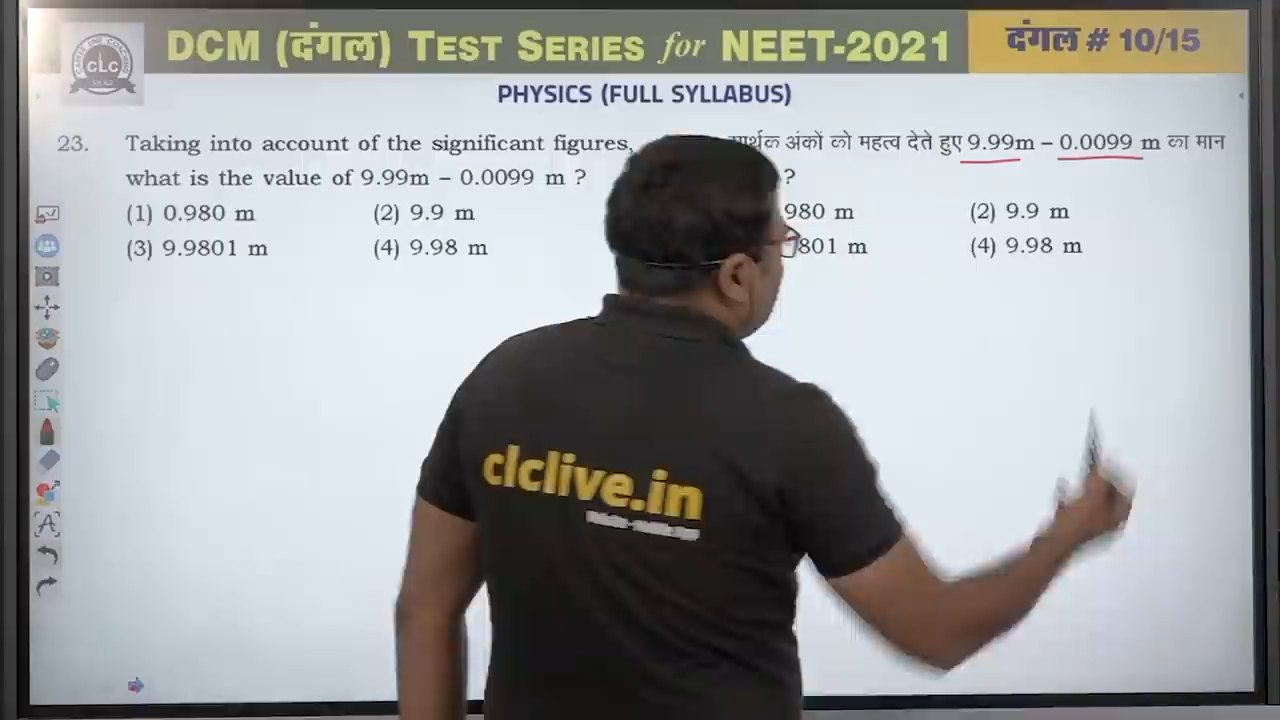 DCM (दंगल) TEST SERIES for NEET-2021
दंगल # 10/15
CLC
PHYSICS (FULL SYLLABUS)
23. Taking into account of the significant figures,
what is the value of 9.99m – 0.0099 m ?
(1) 0.980 m (2) 9.9 m
(3) 9.9801 m (4) 9.98 m
अंकों को महत्व देते हुए 9.99m – 0.0099 m का मान
?
980 m (2) 9.9 m
801 m (4) 9.98 m
clclive.in